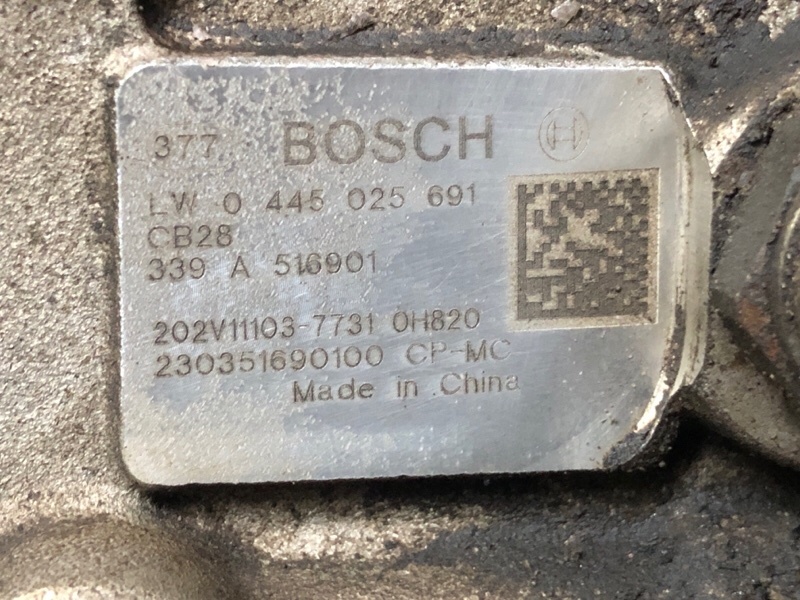 377 BOSCH
LW 0 445 025 691
CB28
339 A 516901
202V11103-7731 0H820
230351690100 CP-MC
Made in China